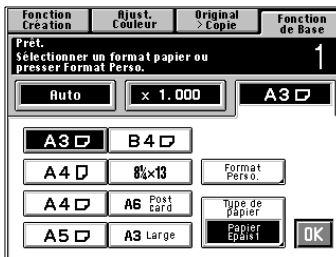 Fonction Création
Ajust. Couleur
Original >Copie
Fonction de Base
Prêt.
Sélectionner un format papier ou
presser Format Perso.
1
Auto
x 1.000
A3
A3
B4
A4
8¼×13
Format Perso.
A4
A6 Post card
Type de papier
Papier Epais1
A5
A3 Large
OK